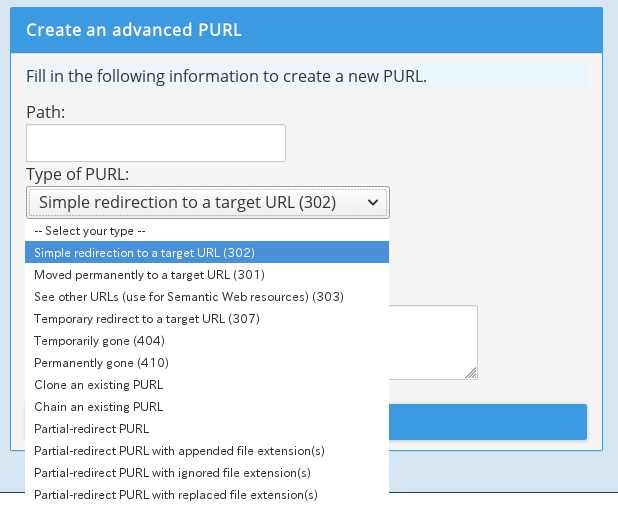 Create an advanced PURL
Fill in the following information to create a new PURL.
Path:
Type of PURL:
Simple redirection to a target URL (302)
-- Select your type --
Simple redirection to a target URL (302)
Moved permanently to a target URL (301)
See other URLs (use for Semantic Web resources) (303)
Temporary redirect to a target URL (307)
Temporarily gone (404)
Permanently gone (410)
Clone an existing PURL
Chain an existing PURL
Partial-redirect PURL
Partial-redirect PURL with appended file extension(s)
Partial-redirect PURL with ignored file extension(s)
Partial-redirect PURL with replaced file extension(s)